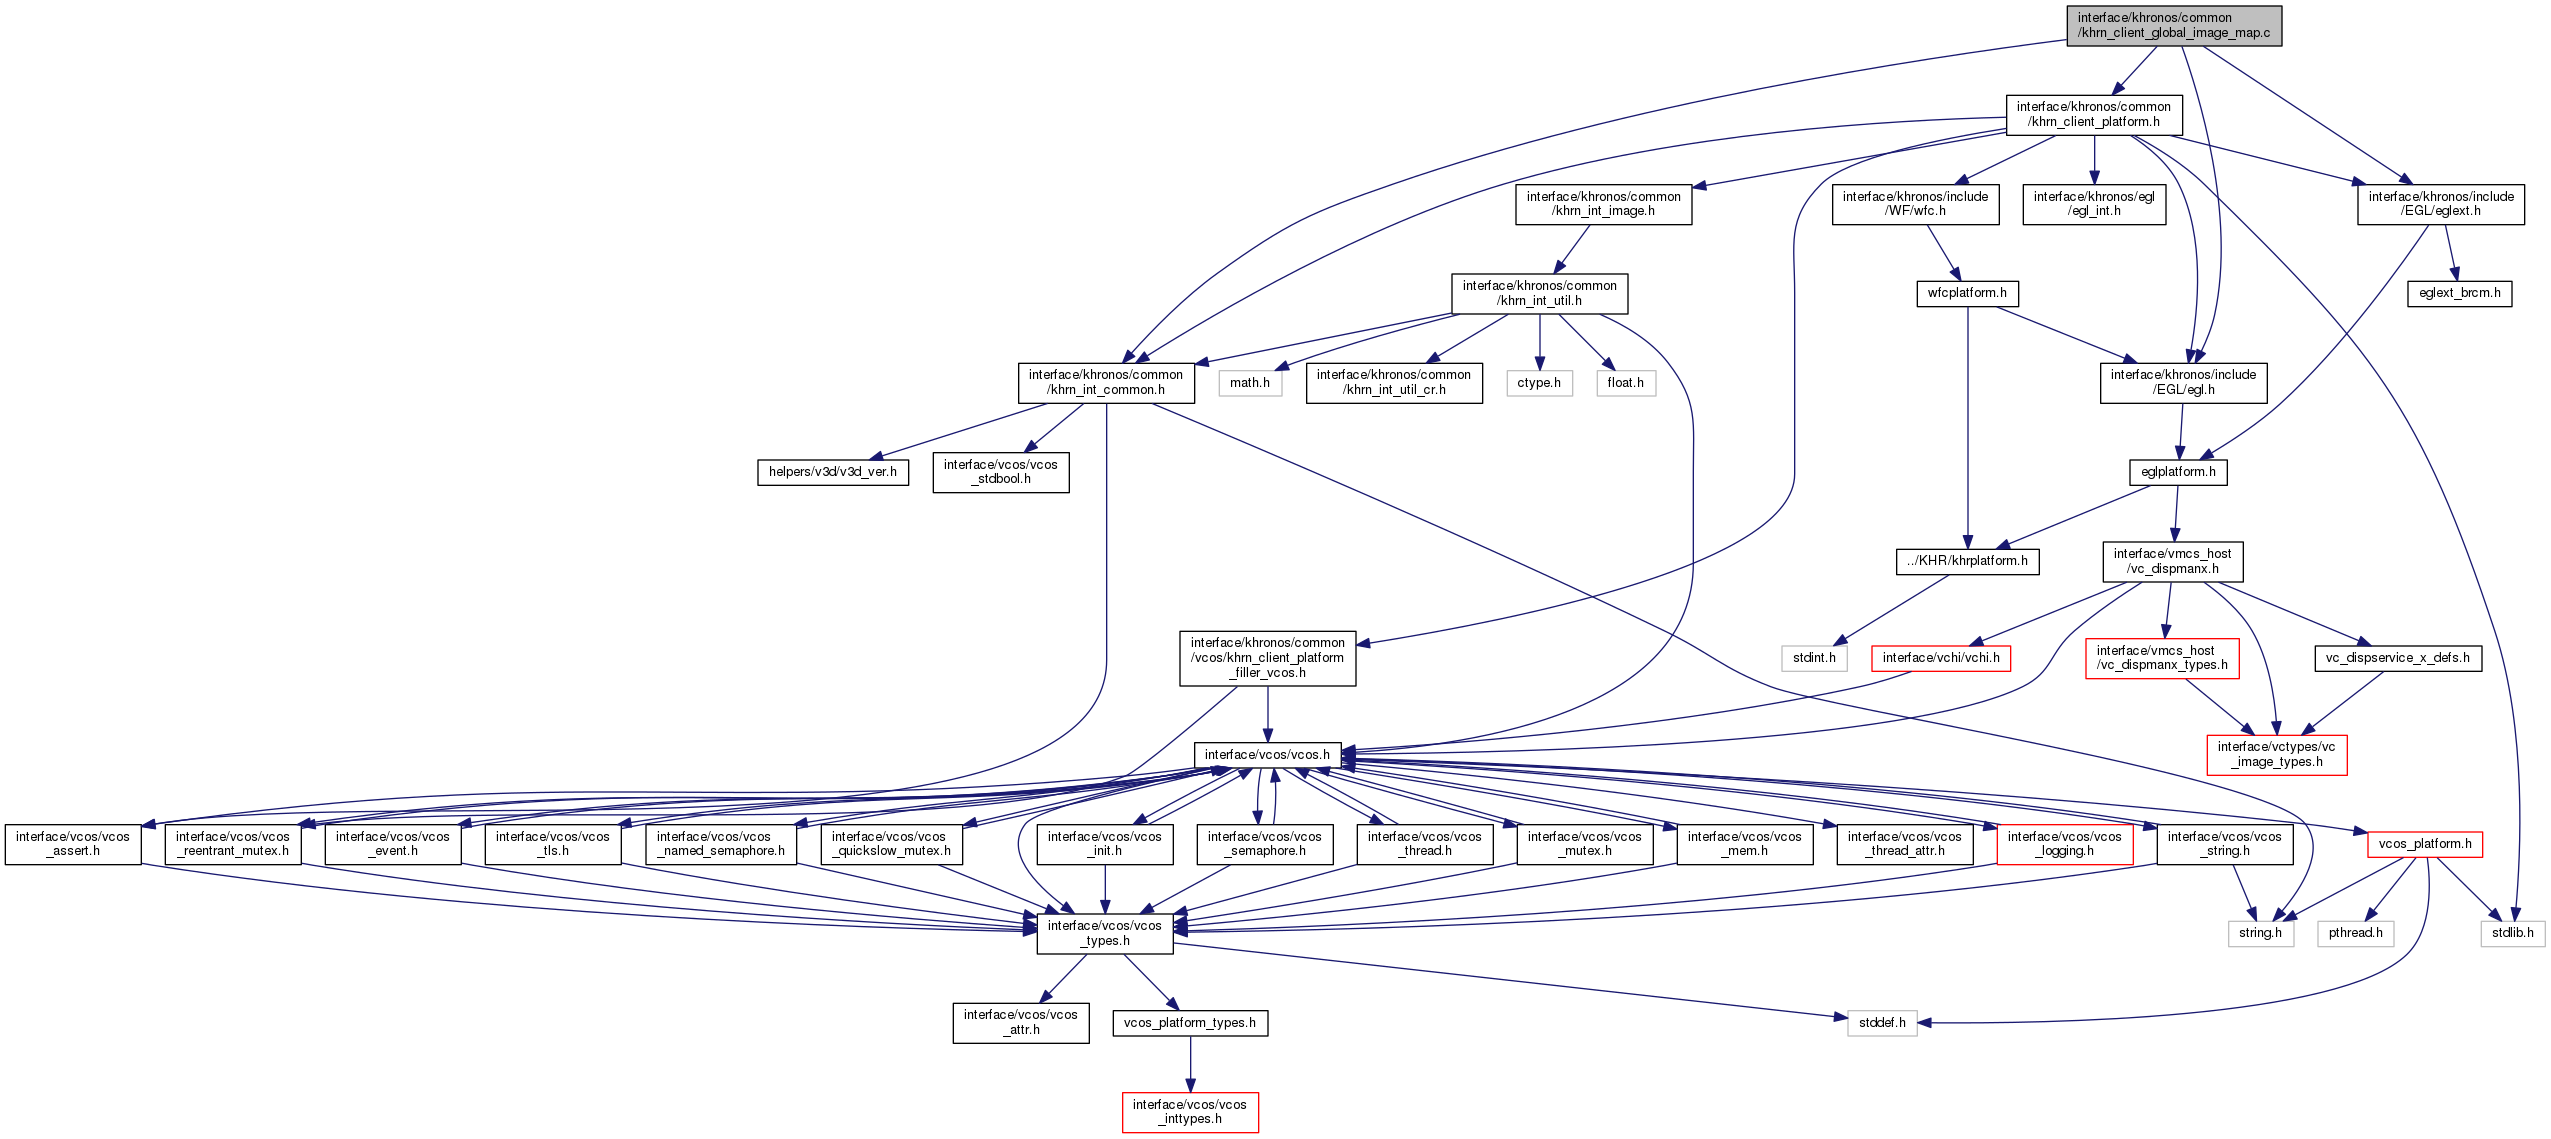 interface/khronos/common
/khrn_client_global_image_map.c
interface/khronos/common
/khrn_client_platform.h
interface/khronos/common
/khrn_int_image.h
interface/khronos/include
/WF/wfc.h
interface/khronos/egl
/egl_int.h
interface/khronos/include
/EGL/eglext.h
interface/khronos/common
/khrn_int_util.h
wfcplatform.h
eglext_brcm.h
interface/khronos/common
/khrn_int_common.h
math.h
interface/khronos/common
/khrn_int_util_cr.h
ctype.h
float.h
interface/khronos/include
/EGL/egl.h
helpers/v3d/v3d_ver.h
interface/vcos/vcos
_stdbool.h
eglplatform.h
../KHR/khrplatform.h
interface/vmcs_host
/vc_dispmanx.h
interface/khronos/common
/vcos/khrn_client_platform
_filler_vcos.h
stdint.h
interface/vchi/vchi.h
interface/vmcs_host
/vc_dispmanx_types.h
vc_dispservice_x_defs.h
interface/vcos/vcos.h
interface/vctypes/vc
_image_types.h
interface/vcos/vcos
_assert.h
interface/vcos/vcos
_reentrant_mutex.h
interface/vcos/vcos
_event.h
interface/vcos/vcos
_tls.h
interface/vcos/vcos
_named_semaphore.h
interface/vcos/vcos
_quickslow_mutex.h
interface/vcos/vcos
_init.h
interface/vcos/vcos
_semaphore.h
interface/vcos/vcos
_thread.h
interface/vcos/vcos
_mutex.h
interface/vcos/vcos
_mem.h
interface/vcos/vcos
_thread_attr.h
interface/vcos/vcos
_logging.h
interface/vcos/vcos
_string.h
vcos_platform.h
interface/vcos/vcos
_types.h
string.h
pthread.h
stdlib.h
interface/vcos/vcos
_attr.h
vcos_platform_types.h
stddef.h
interface/vcos/vcos
_inttypes.h